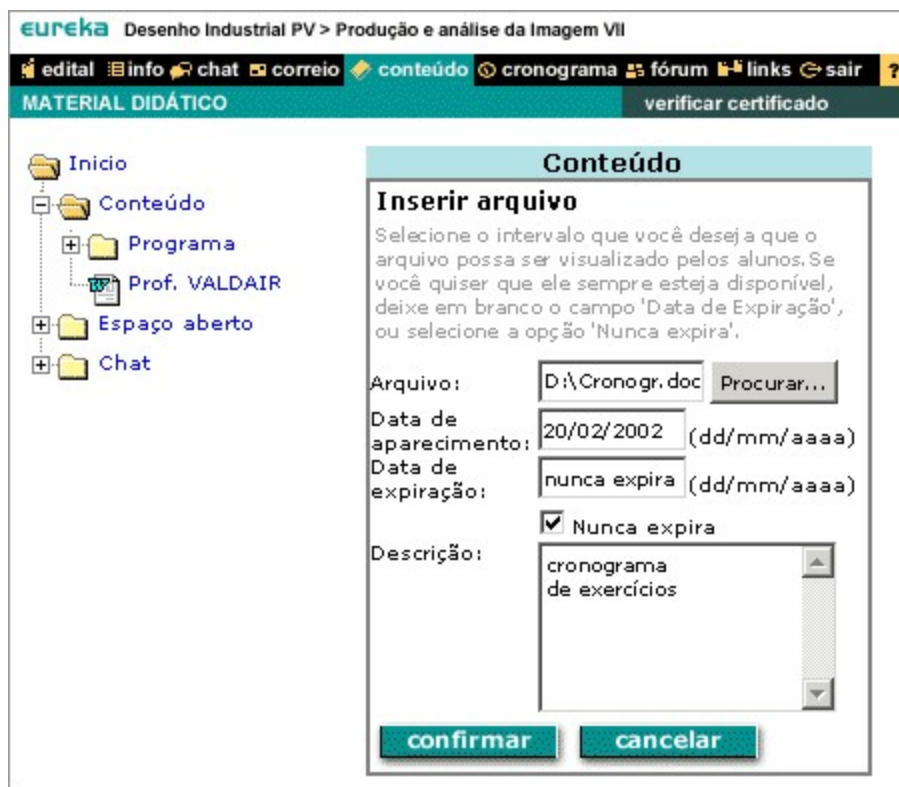 eureka Desenho Industrial PV > Produção e análise da Imagem VII
edital info chat correio conteúdo cronograma fórum links sair ?
MATERIAL DIDÁTICO verificar certificado
Inicio
Conteúdo
Programa
Prof. VALDAIR
Espaço aberto
Chat
Conteúdo
Inserir arquivo
Selecione o intervalo que você deseja que o
arquivo possa ser visualizado pelos alunos.Se
você quiser que ele sempre esteja disponível,
deixe em branco o campo 'Data de Expiração',
ou selecione a opção 'Nunca expira'.
Arquivo: D:\Cronogr.doc Procurar...
Data de
aparecimento: 20/02/2002 (dd/mm/aaaa)
Data de
expiração: nunca expira (dd/mm/aaaa)
Nunca expira
Descrição:
cronograma
de exercícios
confirmar cancelar